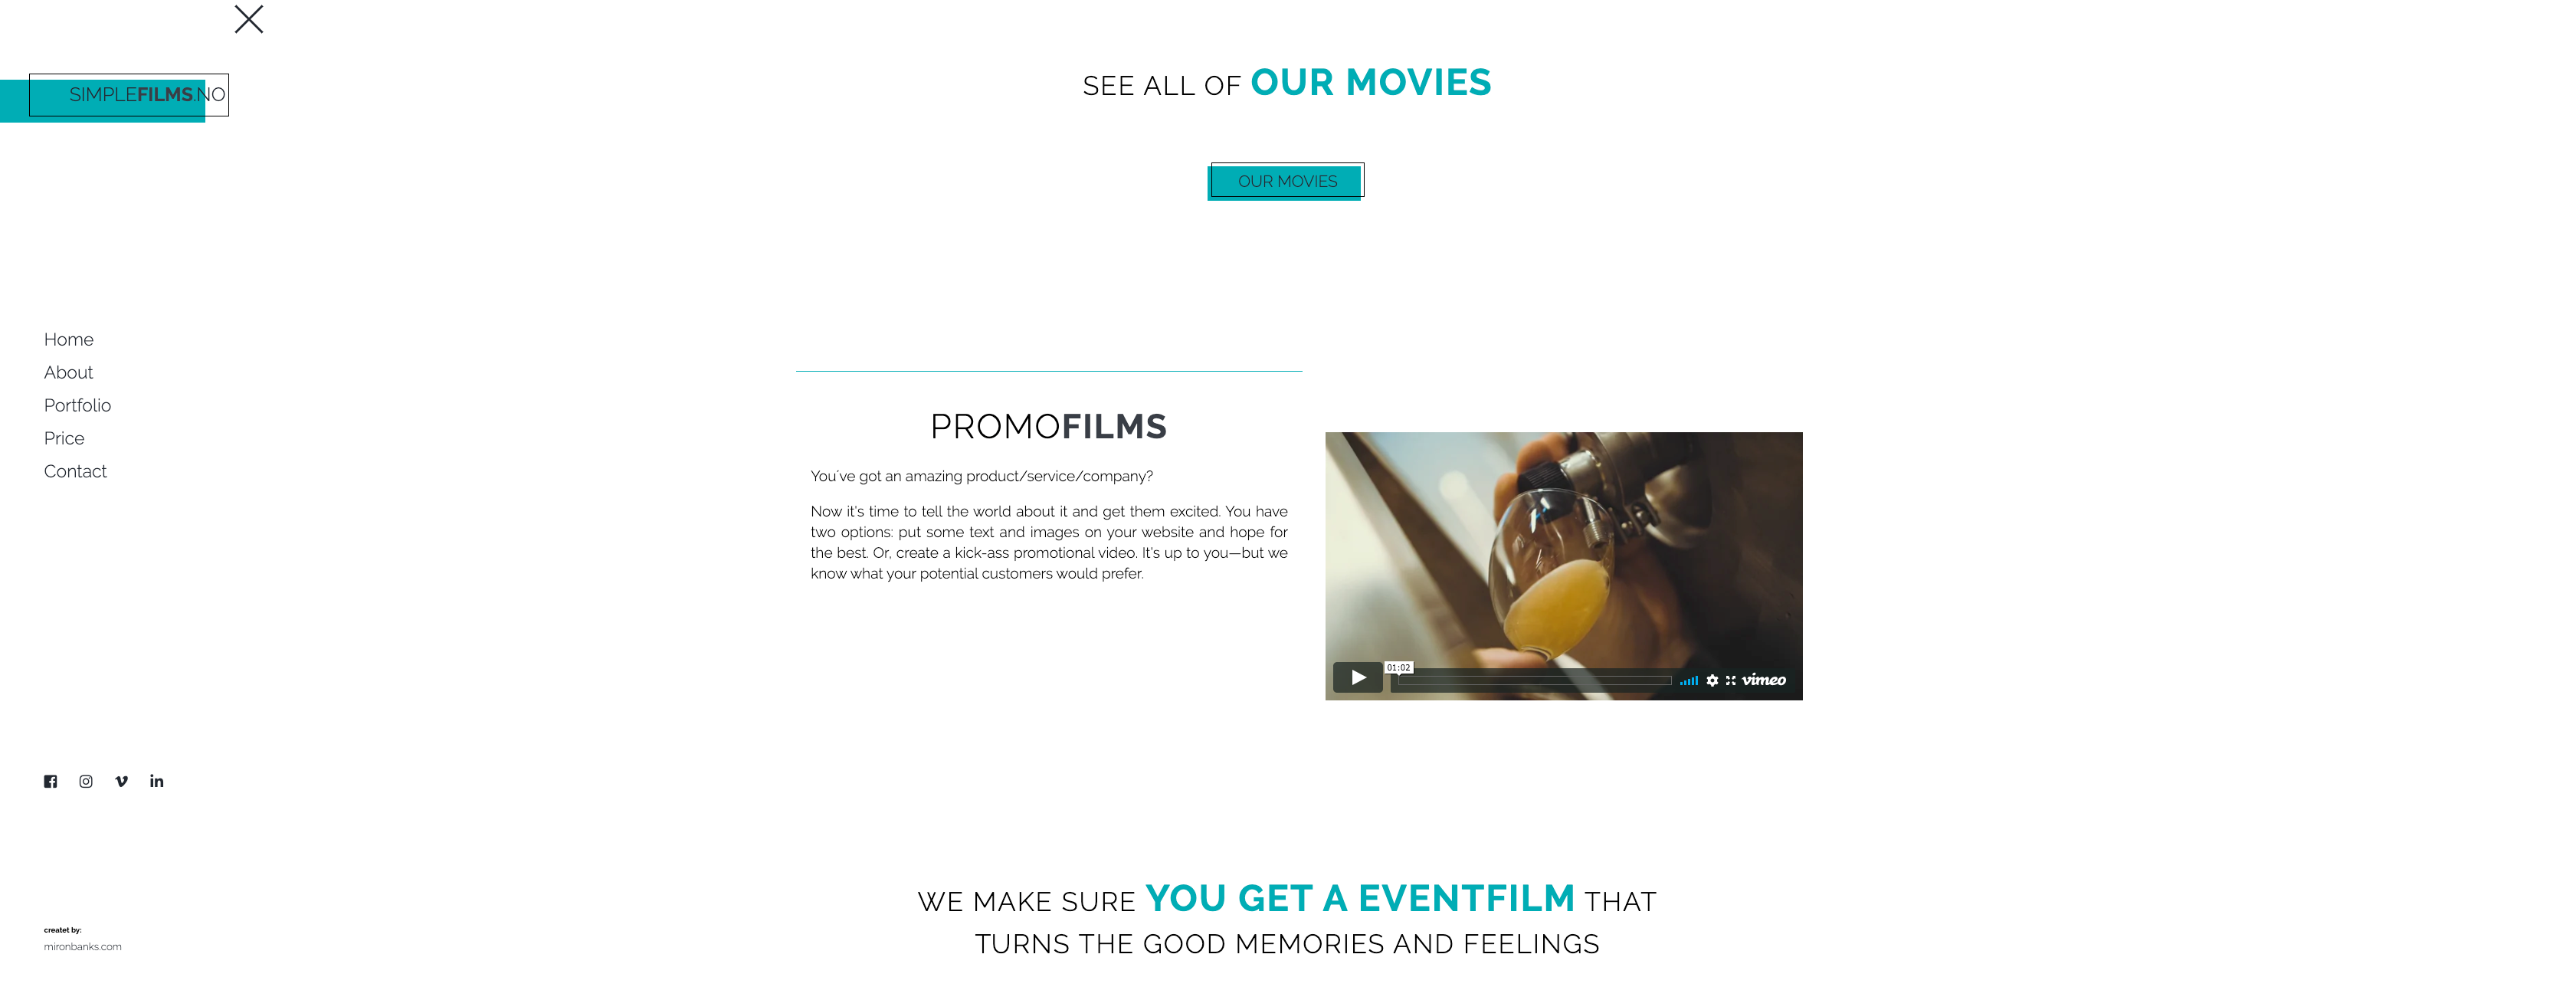 SIMPLEFILMS.NO
Home
About
Portfolio
Price
Contact
createt by:
mironbanks.com
SEE ALL OF OUR MOVIES
OUR MOVIES
PROMOFILMS
You've got an amazing product/service/company?
Now it's time to tell the world about it and get them excited. You have
two options: put some text and images on your website and hope for
the best. Or, create a kick-ass promotional video. It's up to you—but we
know what your potential customers would prefer.
01:02
vimeo
WE MAKE SURE YOU GET A EVENTFILM THAT
TURNS THE GOOD MEMORIES AND FEELINGS